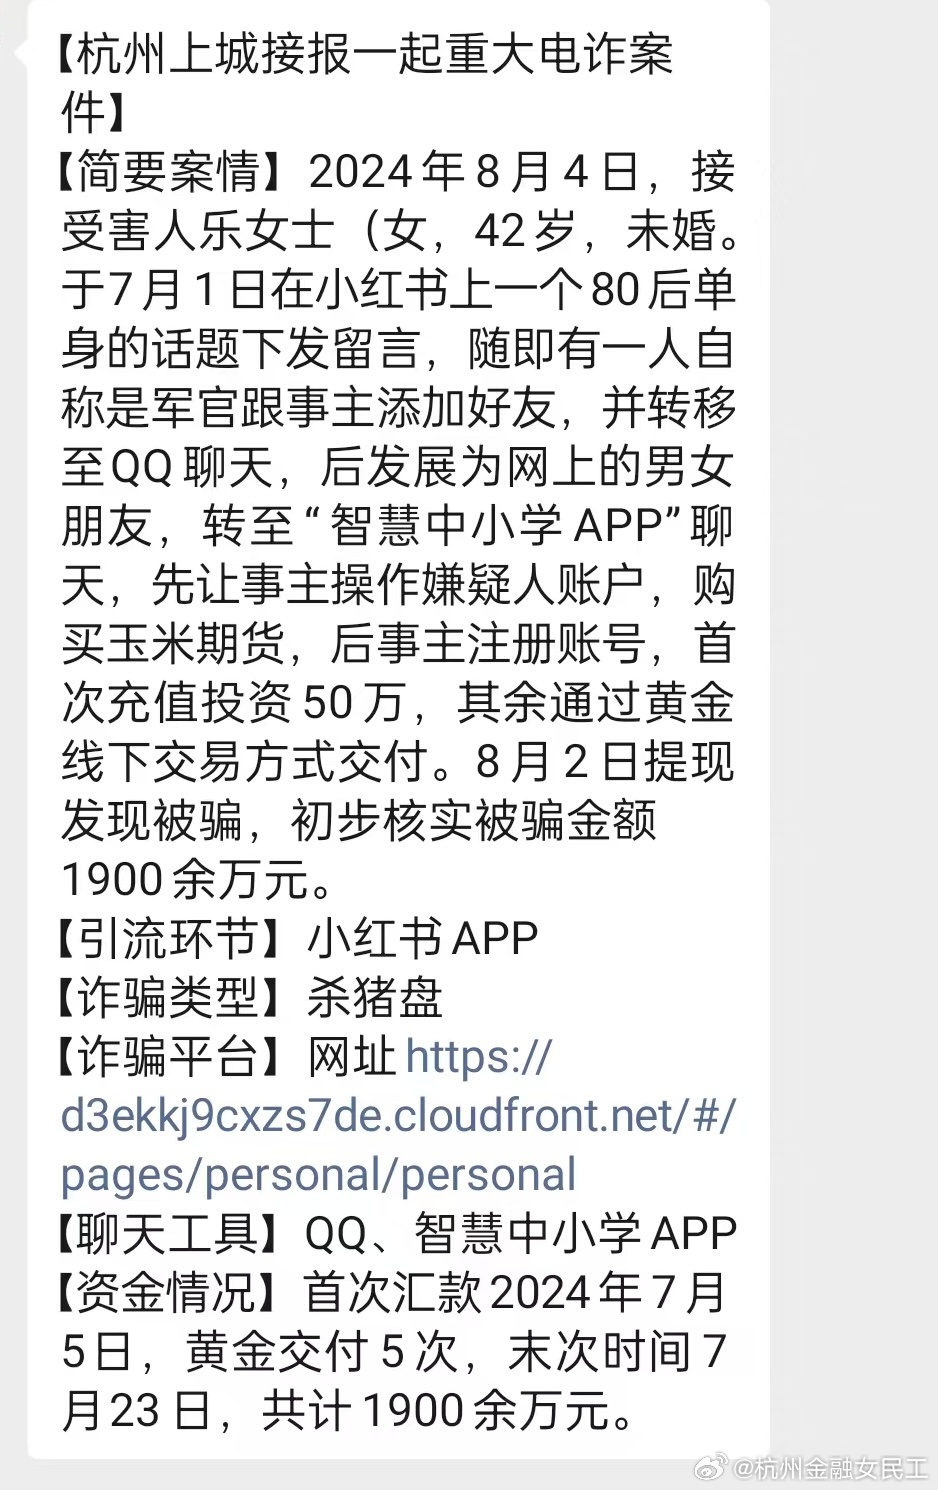 【杭州上城接报一起重大电诈案
件】
【简要案情】2024年8月4日，接
受害人乐女士（女，42岁，未婚。
于7月1日在小红书上一个80后单
身的话题下发留言，随即有一人自
称是军官跟事主添加好友，并转移
至QQ聊天，后发展为网上的男女
朋友，转至“智慧中小学APP”聊
天，先让事主操作嫌疑人账户，购
买玉米期货，后事主注册账号，首
次充值投资50万，其余通过黄金
线下交易方式交付。8月2日提现
发现被骗，初步核实被骗金额
1900余万元。
【引流环节】小红书APP
【诈骗类型】杀猪盘
【诈骗平台】网址https://
d3ekkj9cxzs7de.cloudfront.net/#/
pages/personal/personal
【聊天工具】QQ、智慧中小学APP
【资金情况】首次汇款2024年7月
5日，黄金交付5次，末次时间7
月23日，共计1900余万元。
@杭州金融女民工